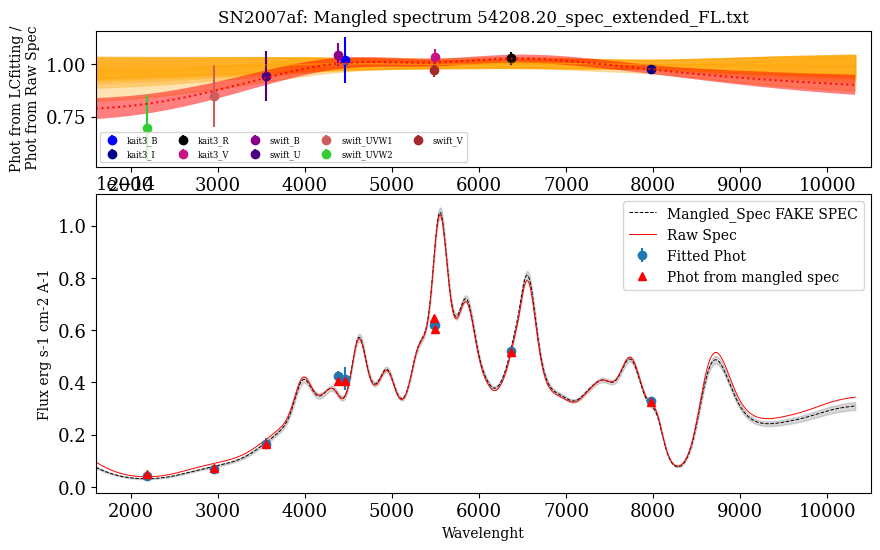 SN2007af: Mangled spectrum 54208.20_spec_extended_FL.txt
Phot from LCfitting /
Phot from Raw Spec
1.00
0.75
kait3_B
kait3_R
swift_B
swift_UVW1
swift_V
kait3_I
kait3_V
swift_U
swift_UVW2
2000 3000 4000 5000 6000 7000 8000 9000 10000
Flux erg s-1 cm-2 A-1
1.0
0.8
0.6
0.4
0.2
0.0
Mangled_Spec FAKE SPEC
Raw Spec
Fitted Phot
Phot from mangled spec
2000 3000 4000 5000 6000 7000 8000 9000 10000
Wavelenght